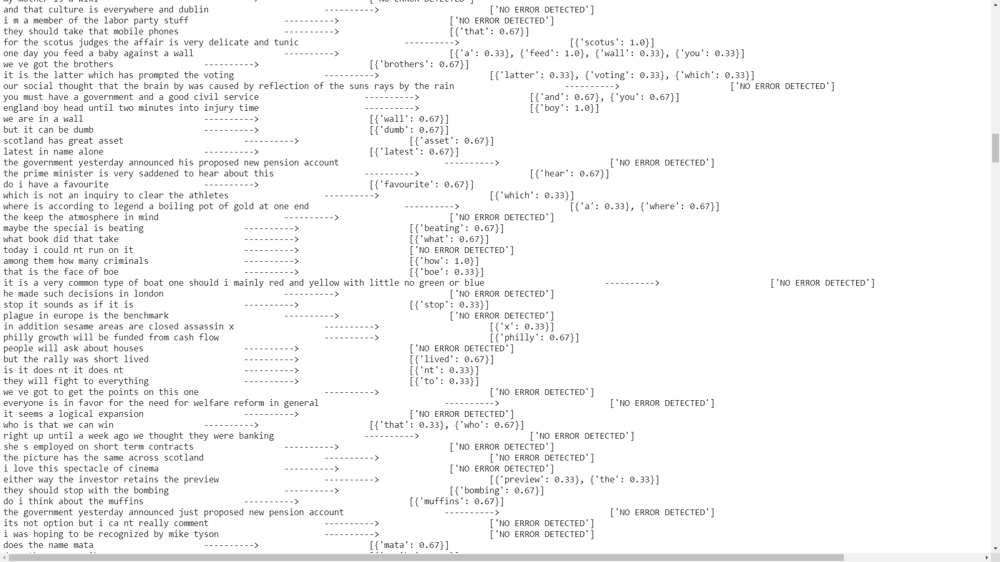 and that culture is everywhere and dublin ----------> ['NO ERROR DETECTED']
i m a member of the labor party stuff ----------> ['NO ERROR DETECTED']
they should take that mobile phones ----------> [{'that': 0.67}]
for the scotus judges the affair is very delicate and tunic ----------> [{'scotus': 1.0}]
one day you feed a baby against a wall ----------> [{'a': 0.33}, {'feed': 1.0}, {'wall': 0.33}, {'you': 0.33}]
we ve got the brothers ----------> [{'brothers': 0.67}]
it is the latter which has prompted the voting ----------> [{'latter': 0.33}, {'voting': 0.33}, {'which': 0.33}]
our social thought that the brain by was caused by reflection of the suns rays by the rain ----------> ['NO ERROR DETECTED']
you must have a government and a good civil service ----------> [{'and': 0.67}, {'you': 0.67}]
england boy head until two minutes into injury time ----------> [{'boy': 1.0}]
we are in a wall ----------> [{'wall': 0.67}]
but it can be dumb ----------> [{'dumb': 0.67}]
scotland has great asset ----------> [{'asset': 0.67}]
latest in name alone ----------> [{'latest': 0.67}]
the government yesterday announced his proposed new pension account ----------> ['NO ERROR DETECTED']
the prime minister is very saddened to hear about this ----------> [{'hear': 0.67}]
do i have a favourite ----------> [{'favourite': 0.67}]
which is not an inquiry to clear the athletes ----------> [{'which': 0.33}]
where is according to legend a boiling pot of gold at one end ----------> [{'a': 0.33}, {'where': 0.67}]
the keep the atmosphere in mind ----------> ['NO ERROR DETECTED']
maybe the special is beating ----------> [{'beating': 0.67}]
what book did that take ----------> [{'what': 0.67}]
today i could nt run on it ----------> ['NO ERROR DETECTED']
among them how many criminals ----------> [{'how': 1.0}]
that is the face of boe ----------> [{'boe': 0.33}]
it is a very common type of boat one should i mainly red and yellow with little no green or blue ----------> ['NO ERROR DETECTED']
he made such decisions in london ----------> ['NO ERROR DETECTED']
stop it sounds as if it is ----------> [{'stop': 0.33}]
plague in europe is the benchmark ----------> ['NO ERROR DETECTED']
in addition sesame areas are closed assassin x ----------> [{'x': 0.33}]
philly growth will be funded from cash flow ----------> [{'philly': 0.67}]
people will ask about houses ----------> ['NO ERROR DETECTED']
but the rally was short lived ----------> [{'lived': 0.67}]
is it does nt it does nt ----------> [{'nt': 0.33}]
they will fight to everything ----------> [{'to': 0.33}]
we ve got to get the points on this one ----------> ['NO ERROR DETECTED']
everyone is in favor for the need for welfare reform in general ----------> ['NO ERROR DETECTED']
it seems a logical expansion ----------> ['NO ERROR DETECTED']
who is that we can win ----------> [{'that': 0.33}, {'who': 0.67}]
right up until a week ago we thought they were banking ----------> ['NO ERROR DETECTED']
she s employed on short term contracts ----------> ['NO ERROR DETECTED']
the picture has the same across scotland ----------> ['NO ERROR DETECTED']
i love this spectacle of cinema ----------> ['NO ERROR DETECTED']
either way the investor retains the preview ----------> [{'preview': 0.33}, {'the': 0.33}]
they should stop with the bombing ----------> [{'bombing': 0.67}]
do i think about the muffins ----------> [{'muffins': 0.67}]
the government yesterday announced just proposed new pension account ----------> ['NO ERROR DETECTED']
its not option but i ca nt really comment ----------> ['NO ERROR DETECTED']
i was hoping to be recognized by mike tyson ----------> ['NO ERROR DETECTED']
does the name mata ----------> [{'mata': 0.67}]